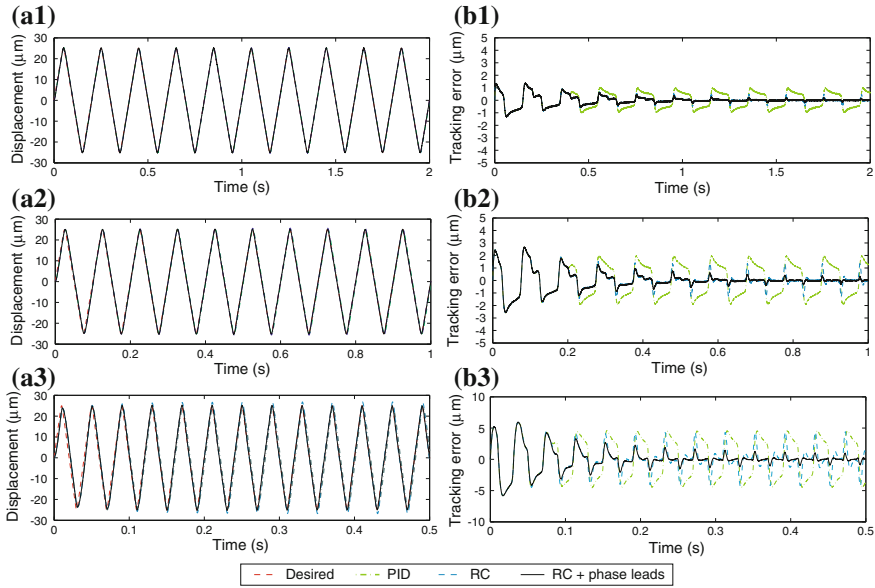 (a1)
30
20
10
0
-10
-20
-30
Displacement (μm)
0 0.5 1 1.5 2
Time (s)
(b1)
5
4
3
2
1
0
-1
-2
-3
-4
-5
Tracking error (μm)
0 0.5 1 1.5 2
Time (s)
(a2)
30
20
10
0
-10
-20
-30
Displacement (μm)
0 0.2 0.4 0.6 0.8 1
Time (s)
(b2)
5
4
3
2
1
0
-1
-2
-3
-4
-5
Tracking error (μm)
0 0.2 0.4 0.6 0.8 1
Time (s)
(a3)
30
20
10
0
-10
-20
-30
Displacement (μm)
0 0.1 0.2 0.3 0.4 0.5
Time (s)
(b3)
10
5
0
-5
-10
Tracking error (μm)
0 0.1 0.2 0.3 0.4 0.5
Time (s)
Desired PID RC RC + phase leads